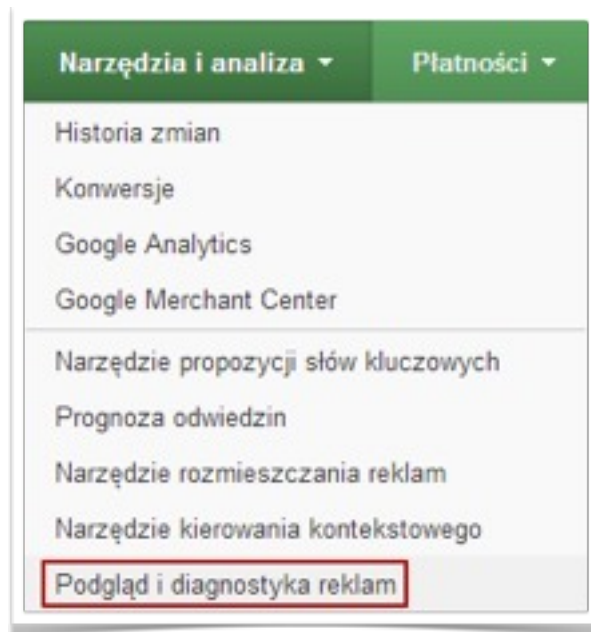 Narzędzia i analiza Płatności
Historia zmian
Konwersje
Google Analytics
Google Merchant Center
Narzędzie propozycji słów kluczowych
Prognoza odwiedzin
Narzędzie rozmieszczania reklam
Narzędzie kierowania kontekstowego
Podgląd i diagnostyka reklam